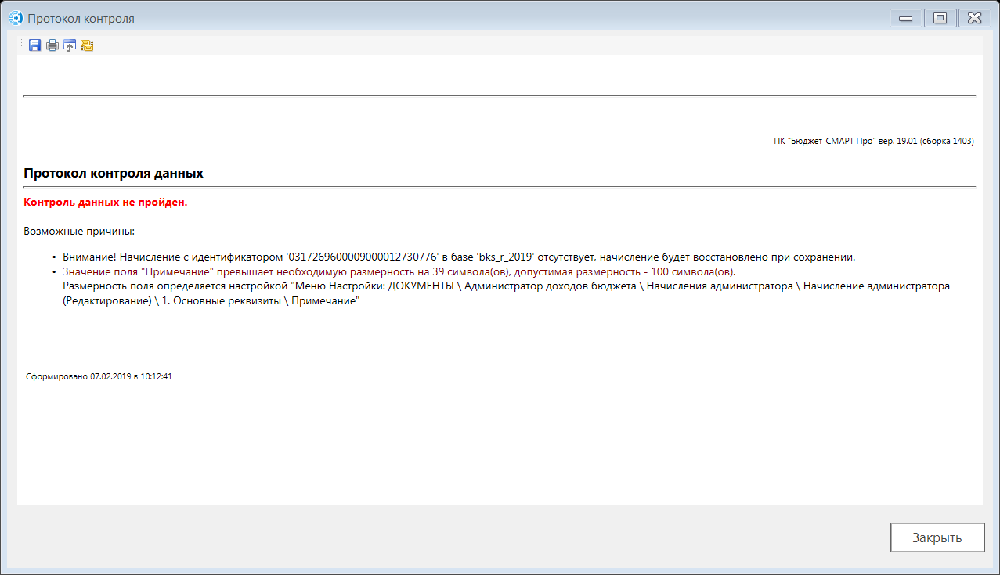 Протокол контроля
ПК "Бюджет-СМАРТ Про" вер. 19.01 (сборка 1403)
Протокол контроля данных
Контроль данных не пройден.
Возможные причины:
• Внимание! Начисление с идентификатором '0317269600009000012730776' в базе 'bks_r_2019' отсутствует, начисление будет восстановлено при сохранении.
• Значение поля "Примечание" превышает необходимую размерность на 39 символа(ов), допустимая размерность - 100 символа(ов).
Размерность поля определяется настройкой "Меню Настройки: ДОКУМЕНТЫ \ Администратор доходов бюджета \ Начисления администратора \ Начисление администратора
(Редактирование) \ 1. Основные реквизиты \ Примечание"
Сформировано 07.02.2019 в 10:12:41
Закрыть